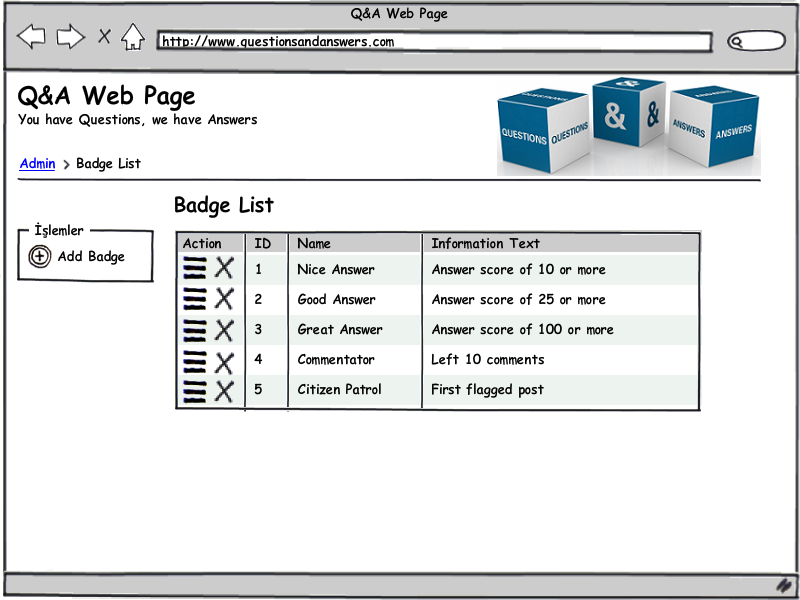 Q&A Web Page
http://www.questionsandanswers.com
Q&A Web Page
You have Questions, we have Answers
QUESTIONS QUESTIONS QUESTIONS
& & &
ANSWERS ANSWERS ANSWERS
Admin > Badge List
Badge List
İşlemler
Add Badge
Action ID Name Information Text
1 Nice Answer Answer score of 10 or more
2 Good Answer Answer score of 25 or more
3 Great Answer Answer score of 100 or more
4 Commentator Left 10 comments
5 Citizen Patrol First flagged post